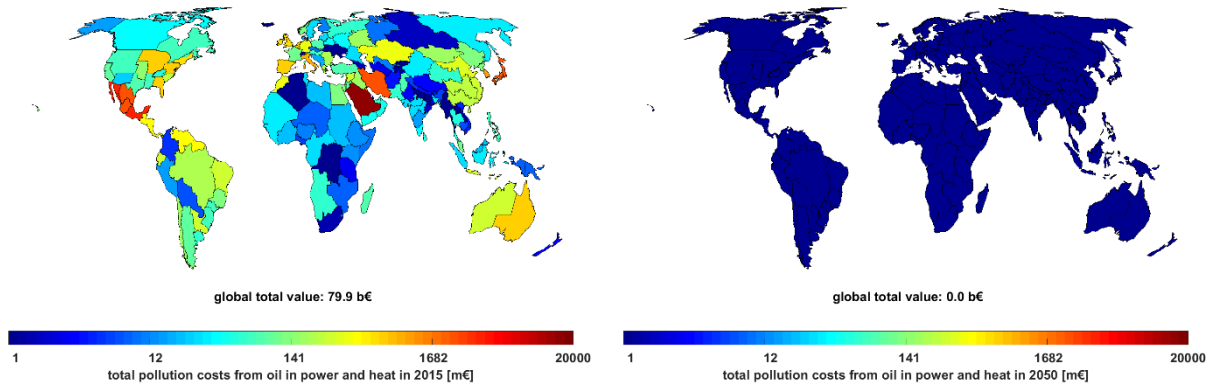 global total value: 79.9 b€
1 12 141 1682 20000
total pollution costs from oil in power and heat in 2015 [m€]
global total value: 0.0 b€
1 12 141 1682 20000
total pollution costs from oil in power and heat in 2050 [m€]